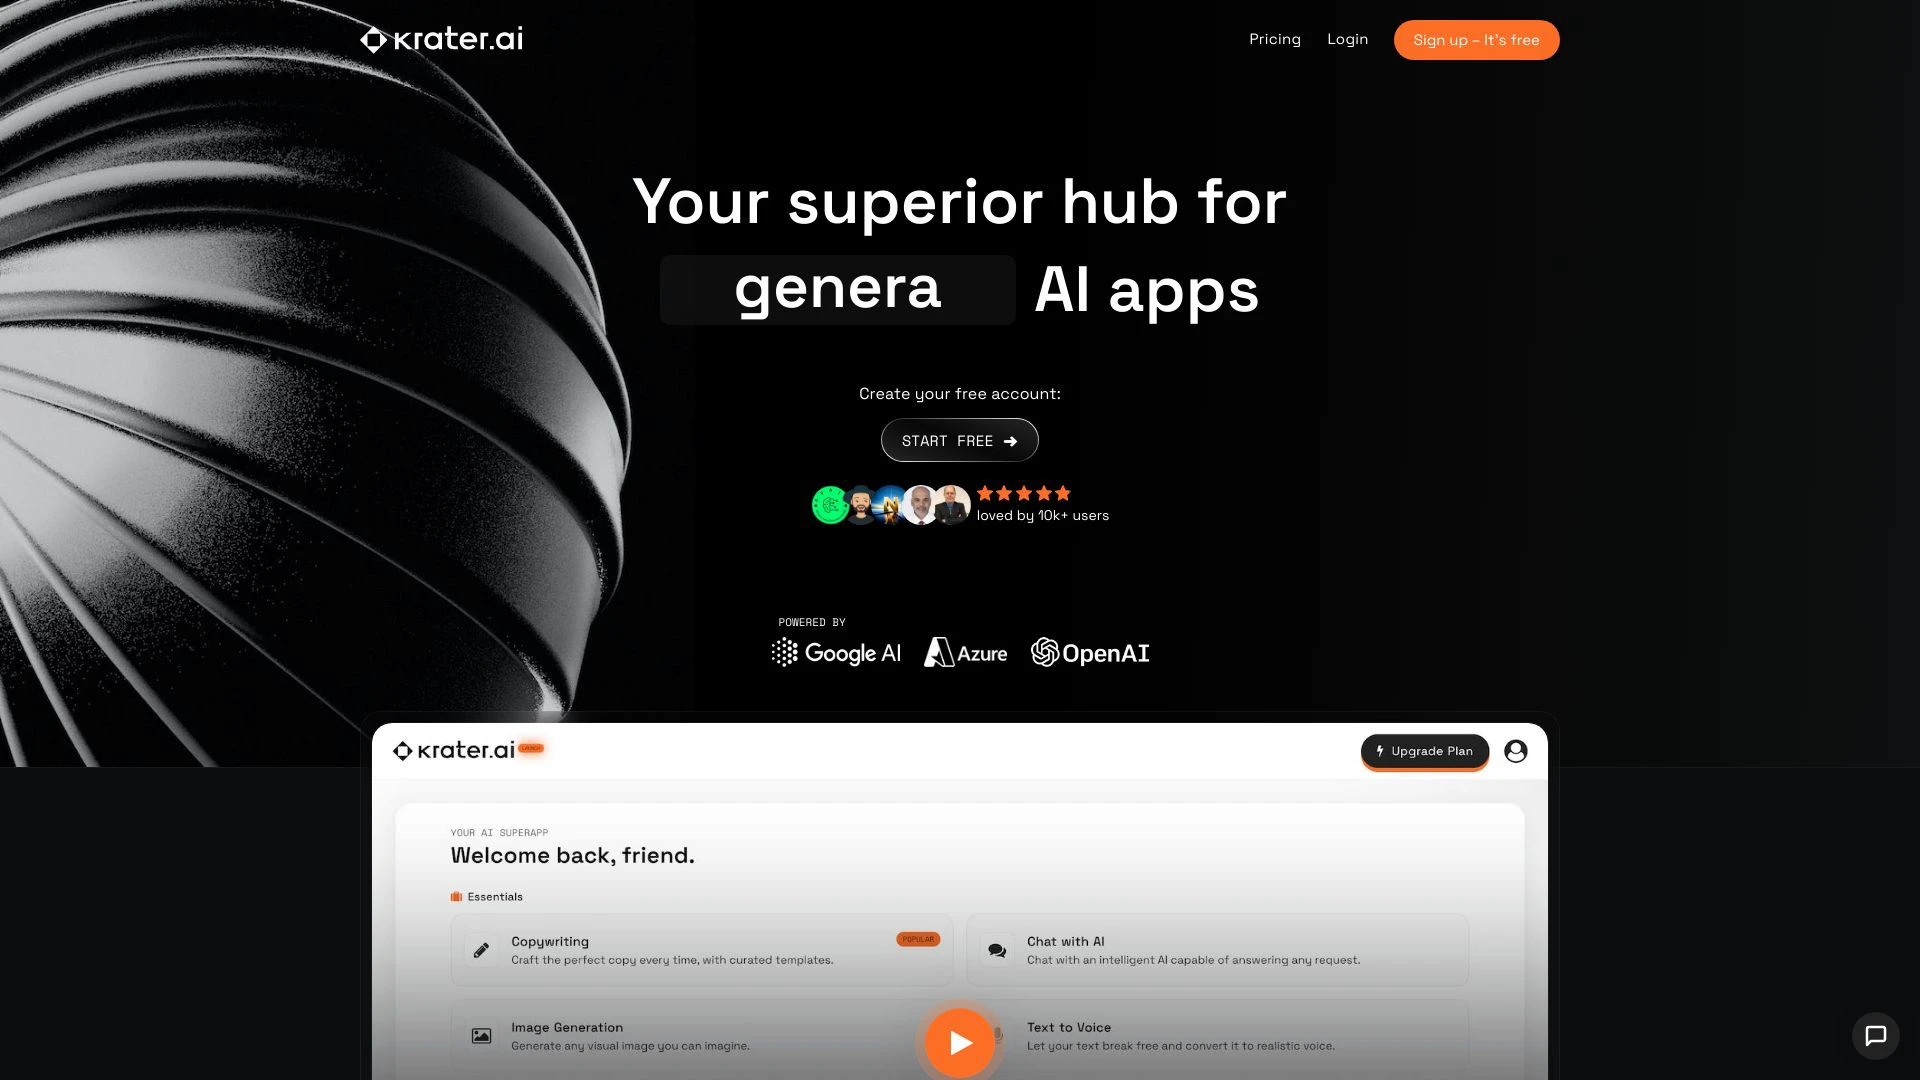 krater.ai
Pricing
Login
Sign up – It's free
Your superior hub for
genera AI apps
Create your free account:
START FREE
loved by 10k+ users
POWERED BY
Google AI
Azure
OpenAI
krater.ai
LAUNCH
Upgrade Plan
YOUR AI SUPERAPP
Welcome back, friend.
Essentials
Copywriting
POPULAR
Craft the perfect copy every time, with curated templates.
Chat with AI
Chat with an intelligent AI capable of answering any request.
Image Generation
Generate any visual image you can imagine.
Text to Voice
Let your text break free and convert it to realistic voice.